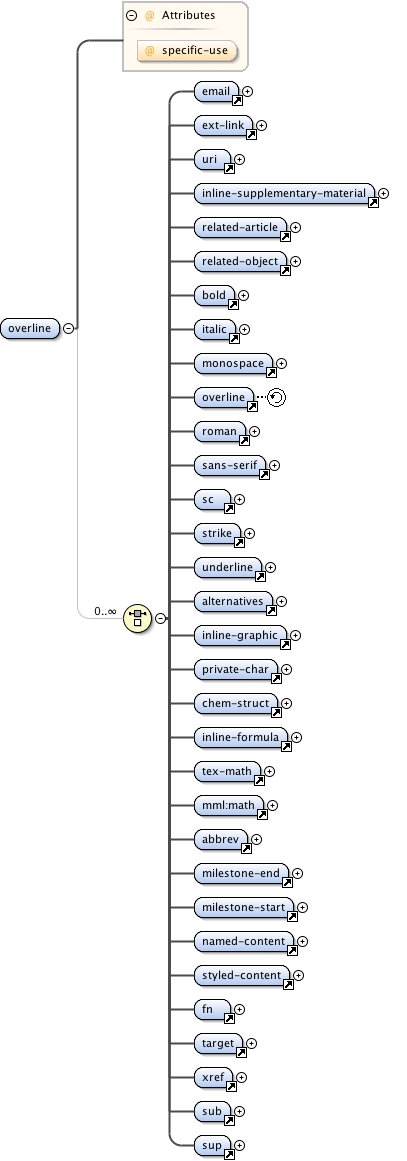 @ Attributes
@ specific-use
email
ext-link
uri
inline-supplementary-material
related-article
related-object
bold
italic
overline
monospace
overline
roman
sans-serif
sc
strike
underline
alternatives
0..∞
inline-graphic
private-char
chem-struct
inline-formula
tex-math
mml:math
abbrev
milestone-end
milestone-start
named-content
styled-content
fn
target
xref
sub
sup